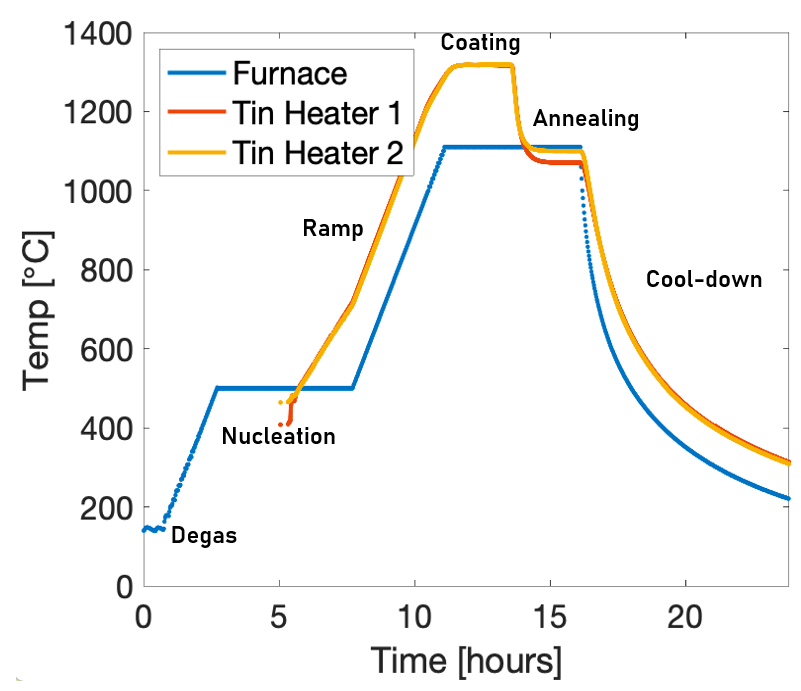 1400
1200
1000
800
600
400
200
0
0
5
10
15
20
Temp [°C]
Time [hours]
Furnace
Tin Heater 1
Tin Heater 2
Coating
Annealing
Ramp
Cool-down
Nucleation
Degas